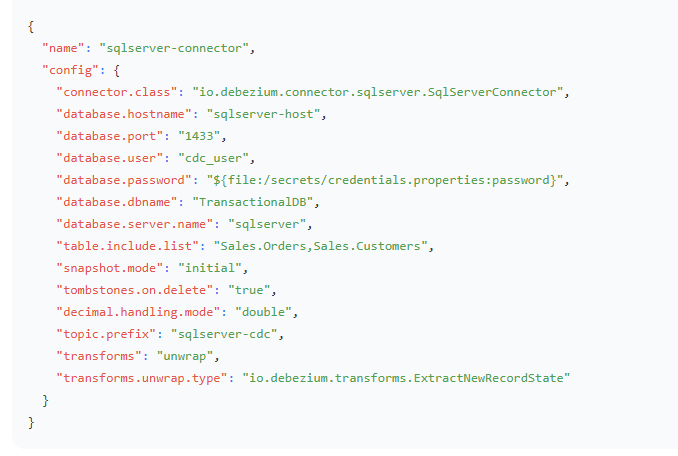 {
  "name": "sqlserver-connector",
  "config": {
    "connector.class": "io.debezium.connector.sqlserver.SqlServerConnector",
    "database.hostname": "sqlserver-host",
    "database.port": "1433",
    "database.user": "cdc_user",
    "database.password": "${file:/secrets/credentials.properties:password}",
    "database.dbname": "TransactionalDB",
    "database.server.name": "sqlserver",
    "table.include.list": "Sales.Orders,Sales.Customers",
    "snapshot.mode": "initial",
    "tombstones.on.delete": "true",
    "decimal.handling.mode": "double",
    "topic.prefix": "sqlserver-cdc",
    "transforms": "unwrap",
    "transforms.unwrap.type": "io.debezium.transforms.ExtractNewRecordState"
  }
}